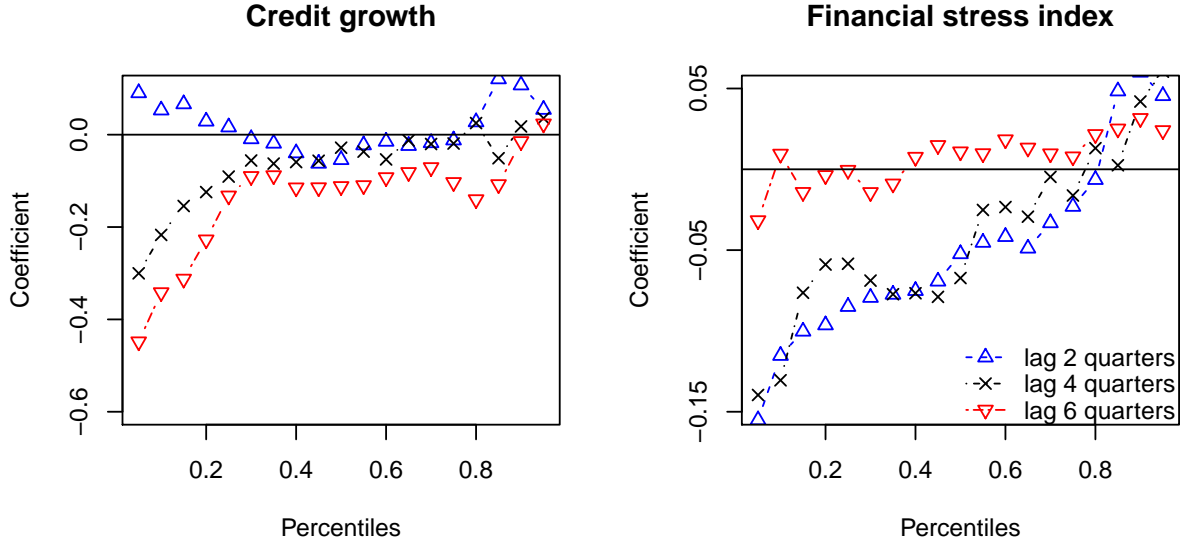 Credit growth
Coefficient
0.0
−0.2
−0.4
−0.6
0.2
0.4
0.6
0.8
Percentiles
Financial stress index
Coefficient
0.05
−0.05
−0.15
lag 2 quarters
lag 4 quarters
lag 6 quarters
0.2
0.4
0.6
0.8
Percentiles